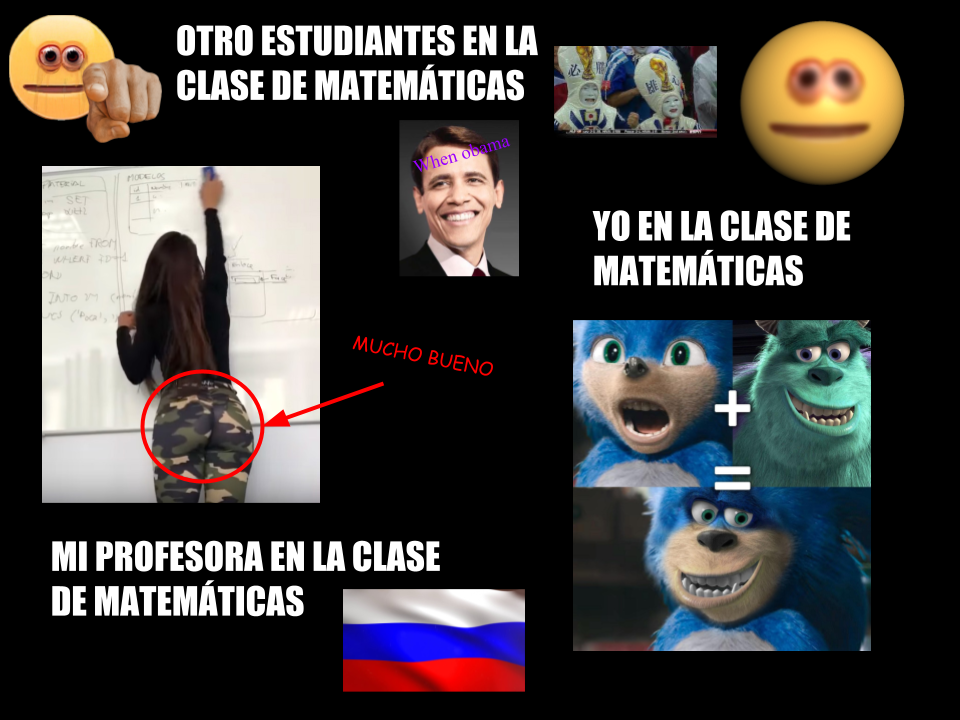 OTRO ESTUDIANTES EN LA
CLASE DE MATEMÁTICAS
When obama
MODELOS
YO EN LA CLASE DE
MATEMÁTICAS
MUCHO BUENO
+
=
MI PROFESORA EN LA CLASE
DE MATEMÁTICAS